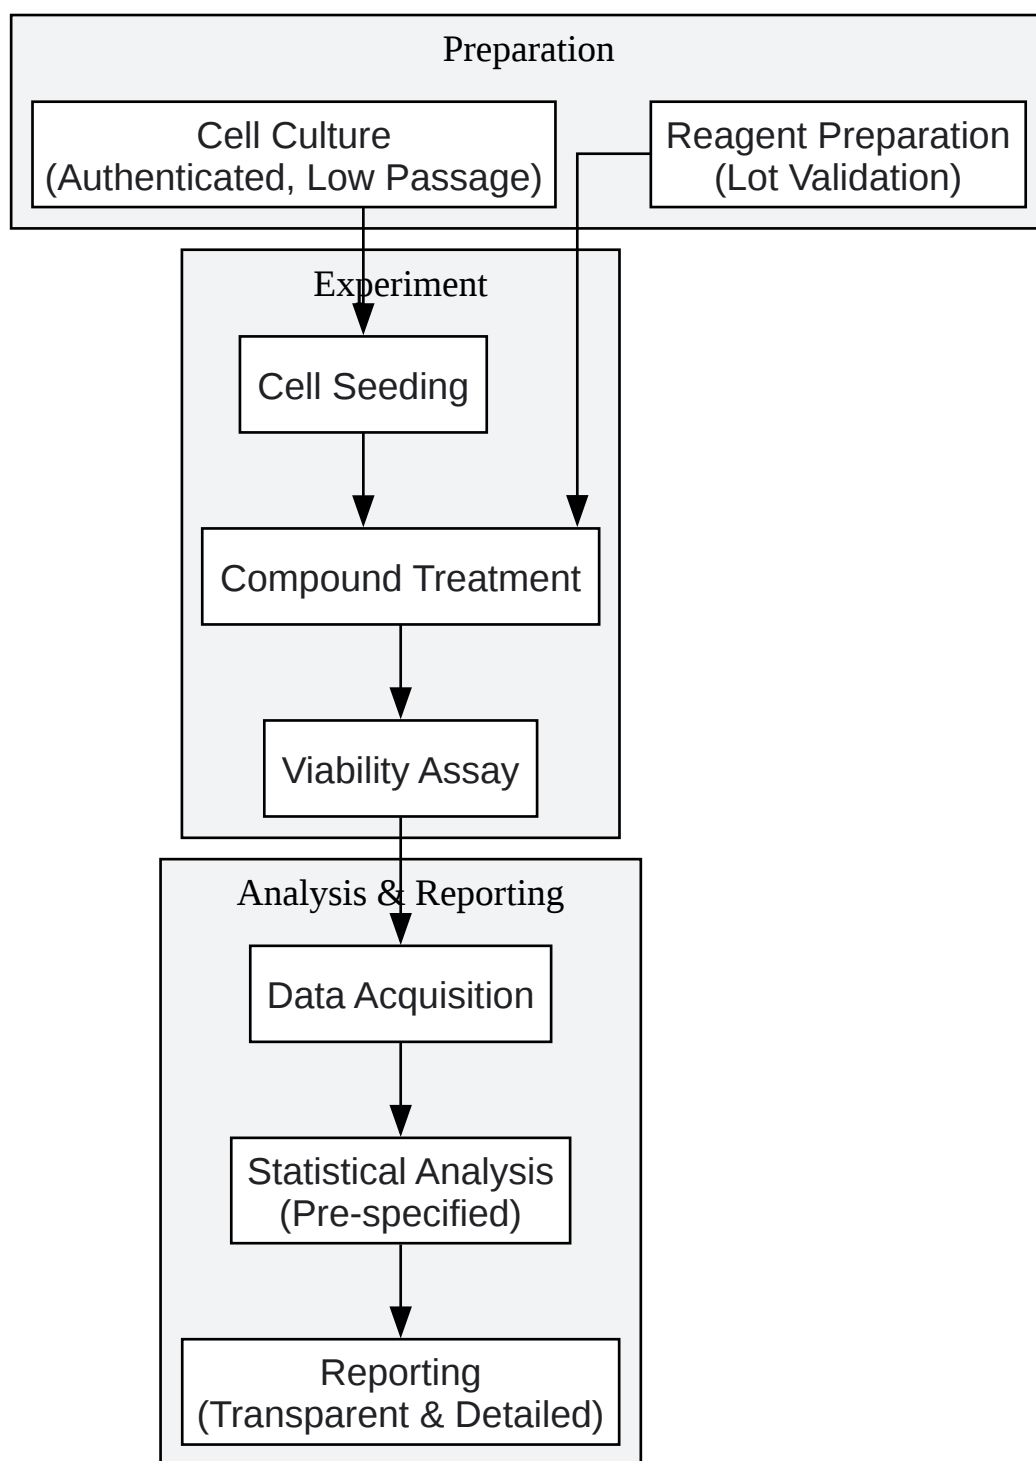 Preparation
Cell Culture
(Authenticated, Low Passage)
Reagent Preparation
(Lot Validation)
Experiment
Cell Seeding
Compound Treatment
Viability Assay
Analysis & Reporting
Data Acquisition
Statistical Analysis
(Pre-specified)
Reporting
(Transparent & Detailed)